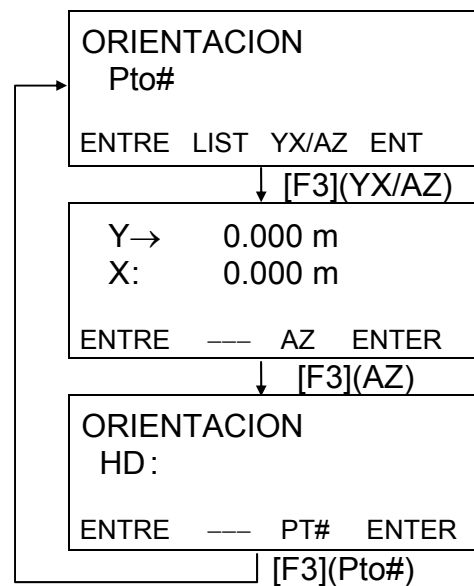 ORIENTACION
Pto#
ENTRE LIST YX/AZ ENT
[F3](YX/AZ)
Y→ 0.000 m
X: 0.000 m
ENTRE --- AZ ENTER
[F3](AZ)
ORIENTACION
HD:
ENTRE --- PT# ENTER
[F3](Pto#)